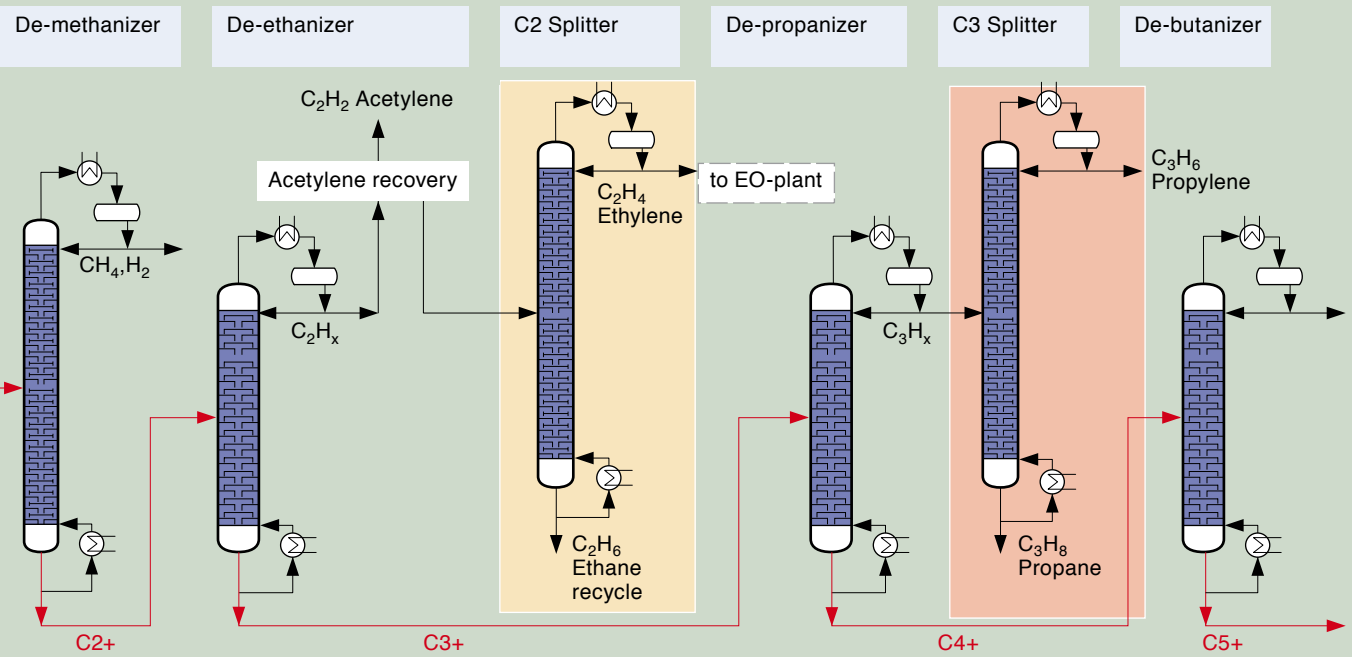 De-methanizer
De-ethanizer
C2 Splitter
De-propanizer
C3 Splitter
De-butanizer
C₂H₂ Acetylene
Acetylene recovery
CH₄,H₂
C₂Hₓ
C₂H₄
Ethylene
to EO-plant
C₃Hₓ
C₃H₆
Propylene
C₂H₆
Ethane
recycle
C₃H₈
Propane
C2+
C3+
C4+
C5+